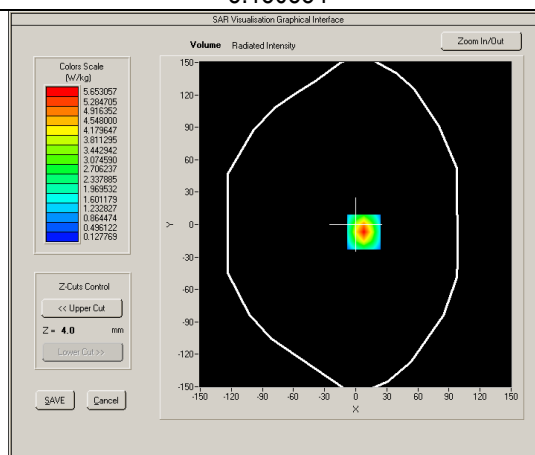 SAR Visualisation Graphical Interface
Volume Radiated Intensity
Zoom In/Out
Colors Scale
(W/kg)
5.653057
5.284705
4.916352
4.548000
4.179647
3.811295
3.442942
3.074590
2.706237
2.337885
1.969532
1.601179
1.232827
0.864474
0.496122
0.127769
150-
120-
90-
60-
30-
0-
-30-
-60-
-90-
-120-
-150-
Y
-150 -120 -90 -60 -30 0 30 60 90 120 150
X
Z-Cuts Control
<< Upper Cut
Z = 4.0 mm
Lower Cut >>
SAVE Cancel